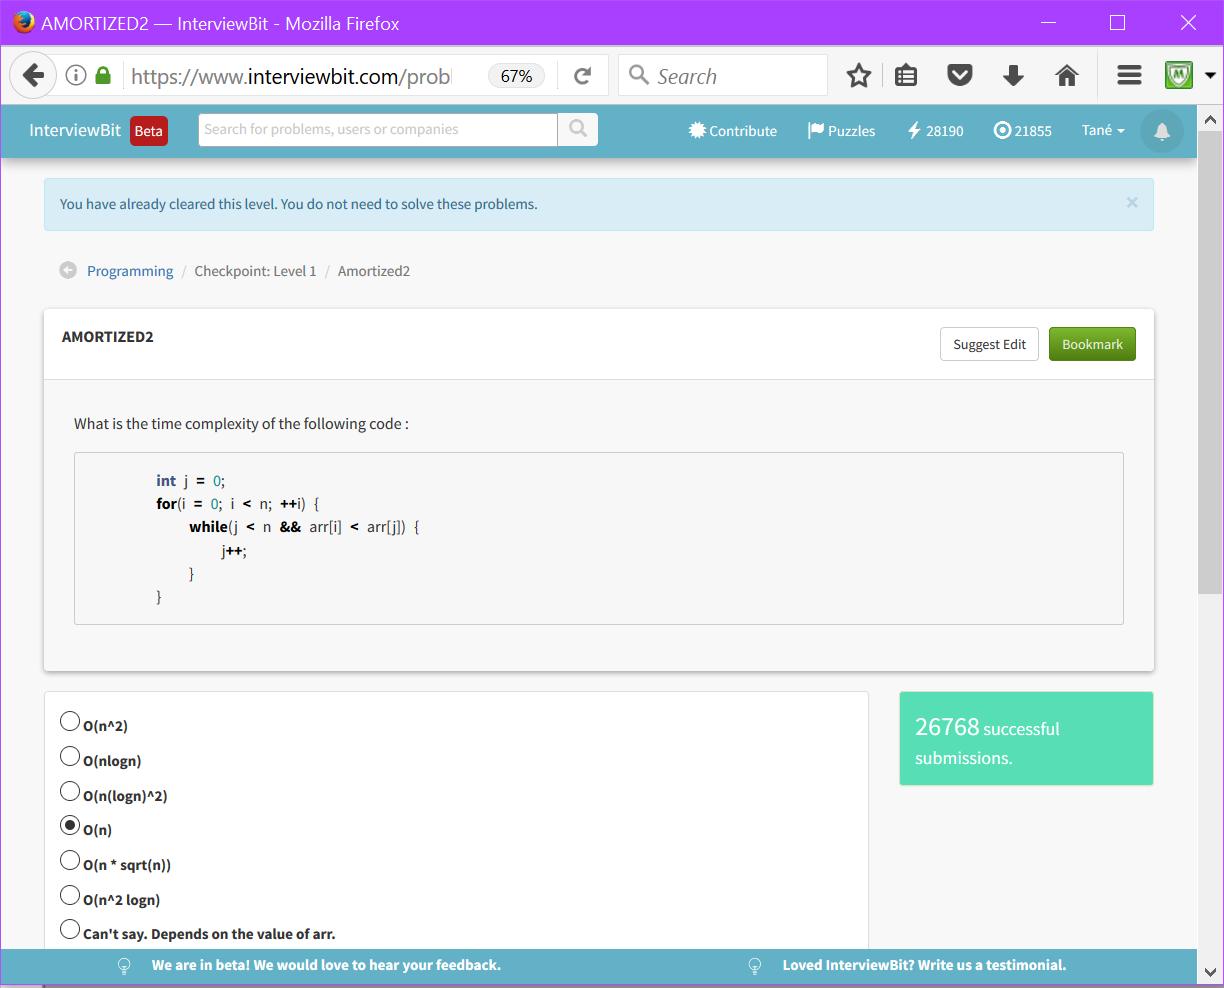 AMORTIZED2 — InterviewBit - Mozilla Firefox
https://www.interviewbit.com/probl 67% Search
InterviewBit Beta Search for problems, users or companies Contribute Puzzles 28190 21855 Tané
You have already cleared this level. You do not need to solve these problems. ×
Programming / Checkpoint: Level 1 / Amortized2
AMORTIZED2 Suggest Edit Bookmark
What is the time complexity of the following code :
int j = 0;
for(i = 0; i < n; ++i) {
while(j < n && arr[i] < arr[j]) {
j++;
}
}
O(n^2)
O(nlogn)
O(n(logn)^2)
O(n)
O(n * sqrt(n))
O(n^2 logn)
Can't say. Depends on the value of arr.
26768 successful
submissions.
We are in beta! We would love to hear your feedback. Loved InterviewBit? Write us a testimonial.